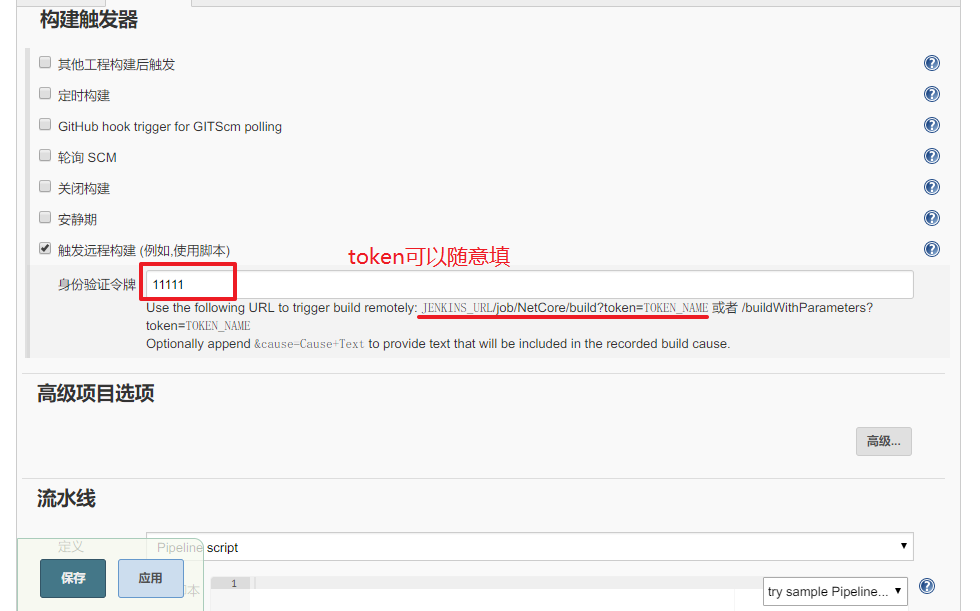 构建触发器
其他工程构建后触发
定时构建
GitHub hook trigger for GITScm polling
轮询 SCM
关闭构建
安静期
触发远程构建 (例如,使用脚本)
token可以随意填
身份验证令牌
11111
Use the following URL to trigger build remotely: JENKINS_URL/job/NetCore/build?token=TOKEN_NAME 或者 /buildWithParameters?
token=TOKEN_NAME
Optionally append &cause=Cause+Text to provide text that will be included in the recorded build cause.
高级项目选项
高级...
流水线
定义
Pipeline script
保存
应用
脚本
1
try sample Pipeline...